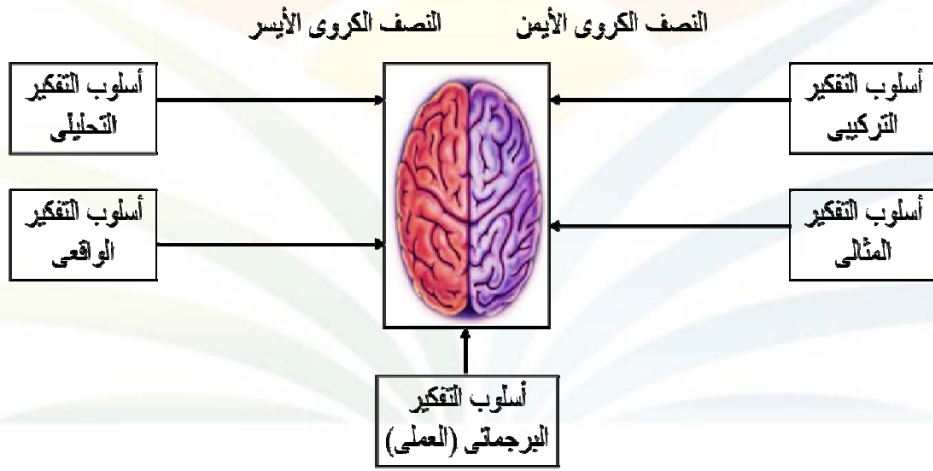 النصف الكروى الأيمن
النصف الكروى الأيسر
أسلوب التفكير
التركيبى
أسلوب التفكير
التحليلى
أسلوب التفكير
المثالى
أسلوب التفكير
الواقعى
أسلوب التفكير
البرجماتى (العملى)